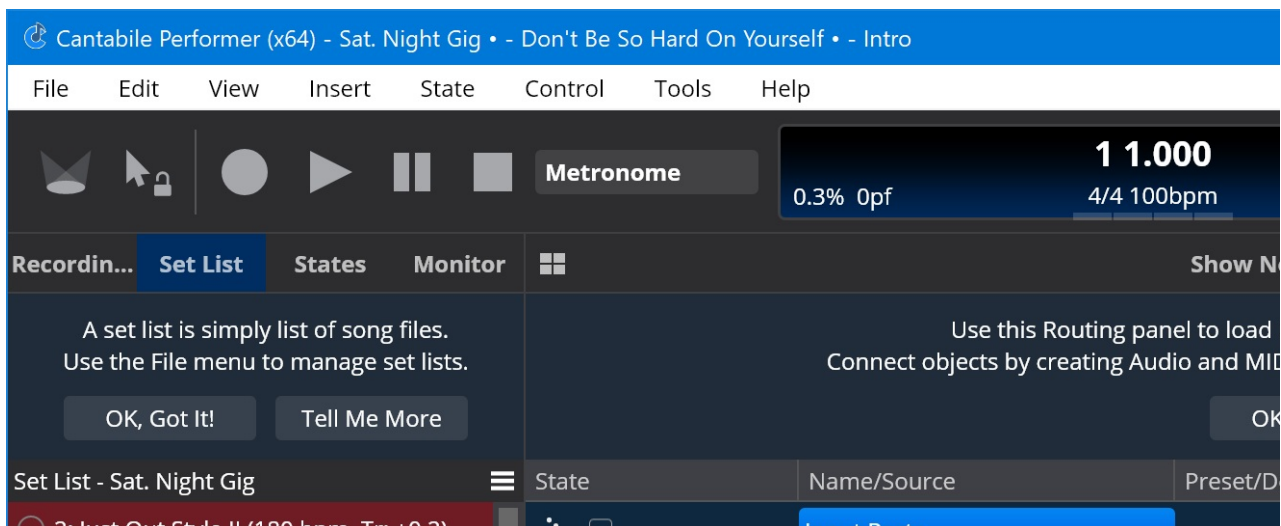 Cantabile Performer (x64) - Sat. Night Gig • - Don't Be So Hard On Yourself • - Intro
File Edit View Insert State Control Tools Help
Metronome
1 1.000
0.3% 0pf
4/4 100bpm
Recordin... Set List States Monitor
Show
A set list is simply list of song files.
Use the File menu to manage set lists.
OK, Got It! Tell Me More
Use this Routing panel to load
Connect objects by creating Audio and
OK
Set List - Sat. Night Gig
State Name/Source